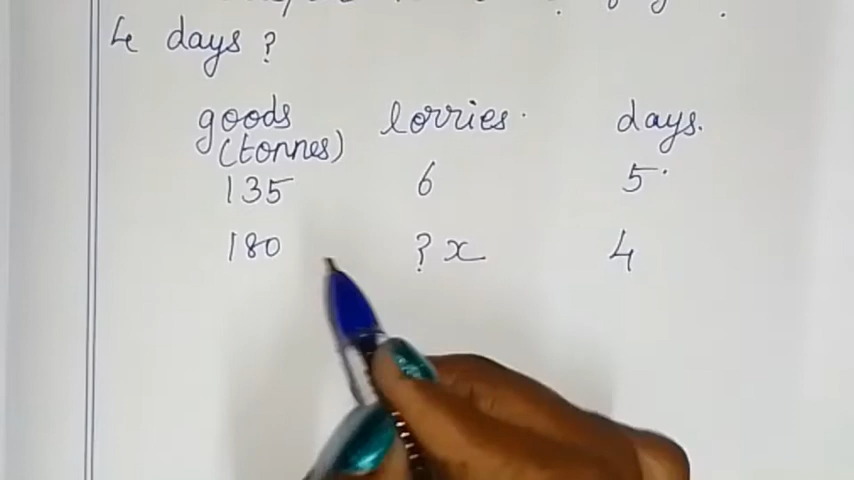 4 days ?
goods lorries. days.
(tonnes)
135 6 5.
180 ? x 4